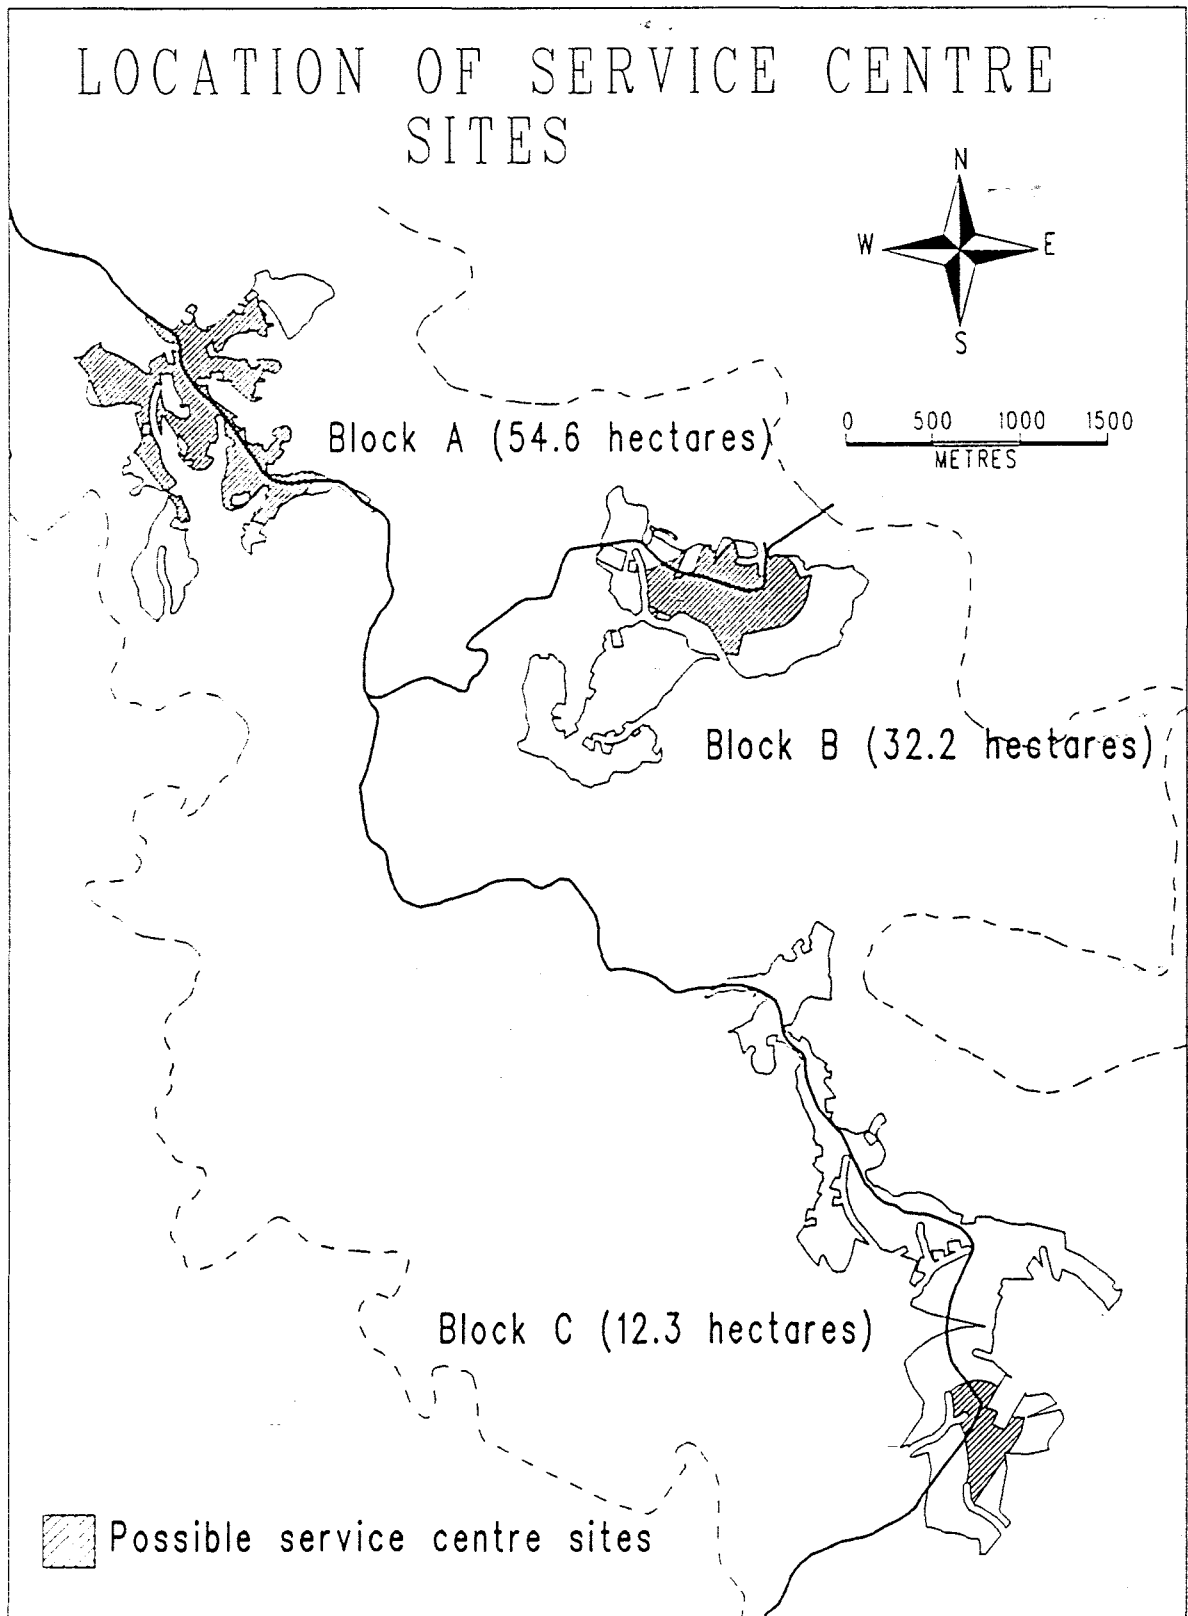 LOCATION OF SERVICE CENTRE
SITES
N
W E
S
Block A (54.6 hectares)
0 500 1000 1500
METRES
Block B (32.2 hectares)
Block C (12.3 hectares)
Possible service centre sites